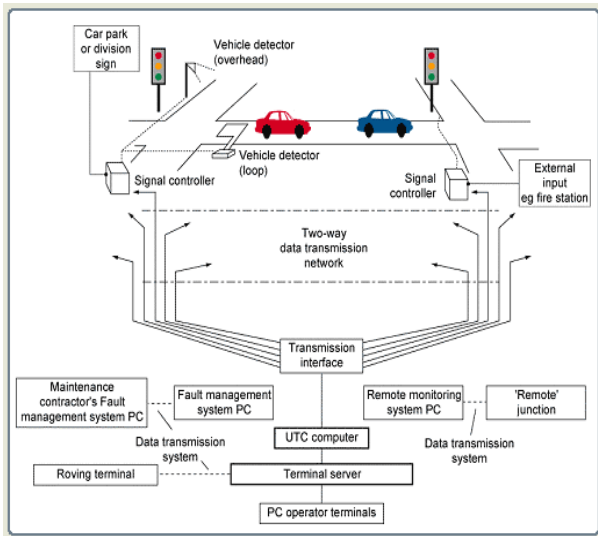 Car park
or division
sign
Vehicle detector
(overhead)
Vehicle detector
(loop)
Signal controller
Signal
controller
External
input
eg fire station
Two-way
data transmission
network
Transmission
interface
Maintenance
contractor's Fault
management system PC
Fault management
system PC
Remote monitoring
system PC
'Remote'
junction
Data transmission
system
UTC computer
Data transmission
system
Roving terminal
Terminal server
PC operator terminals